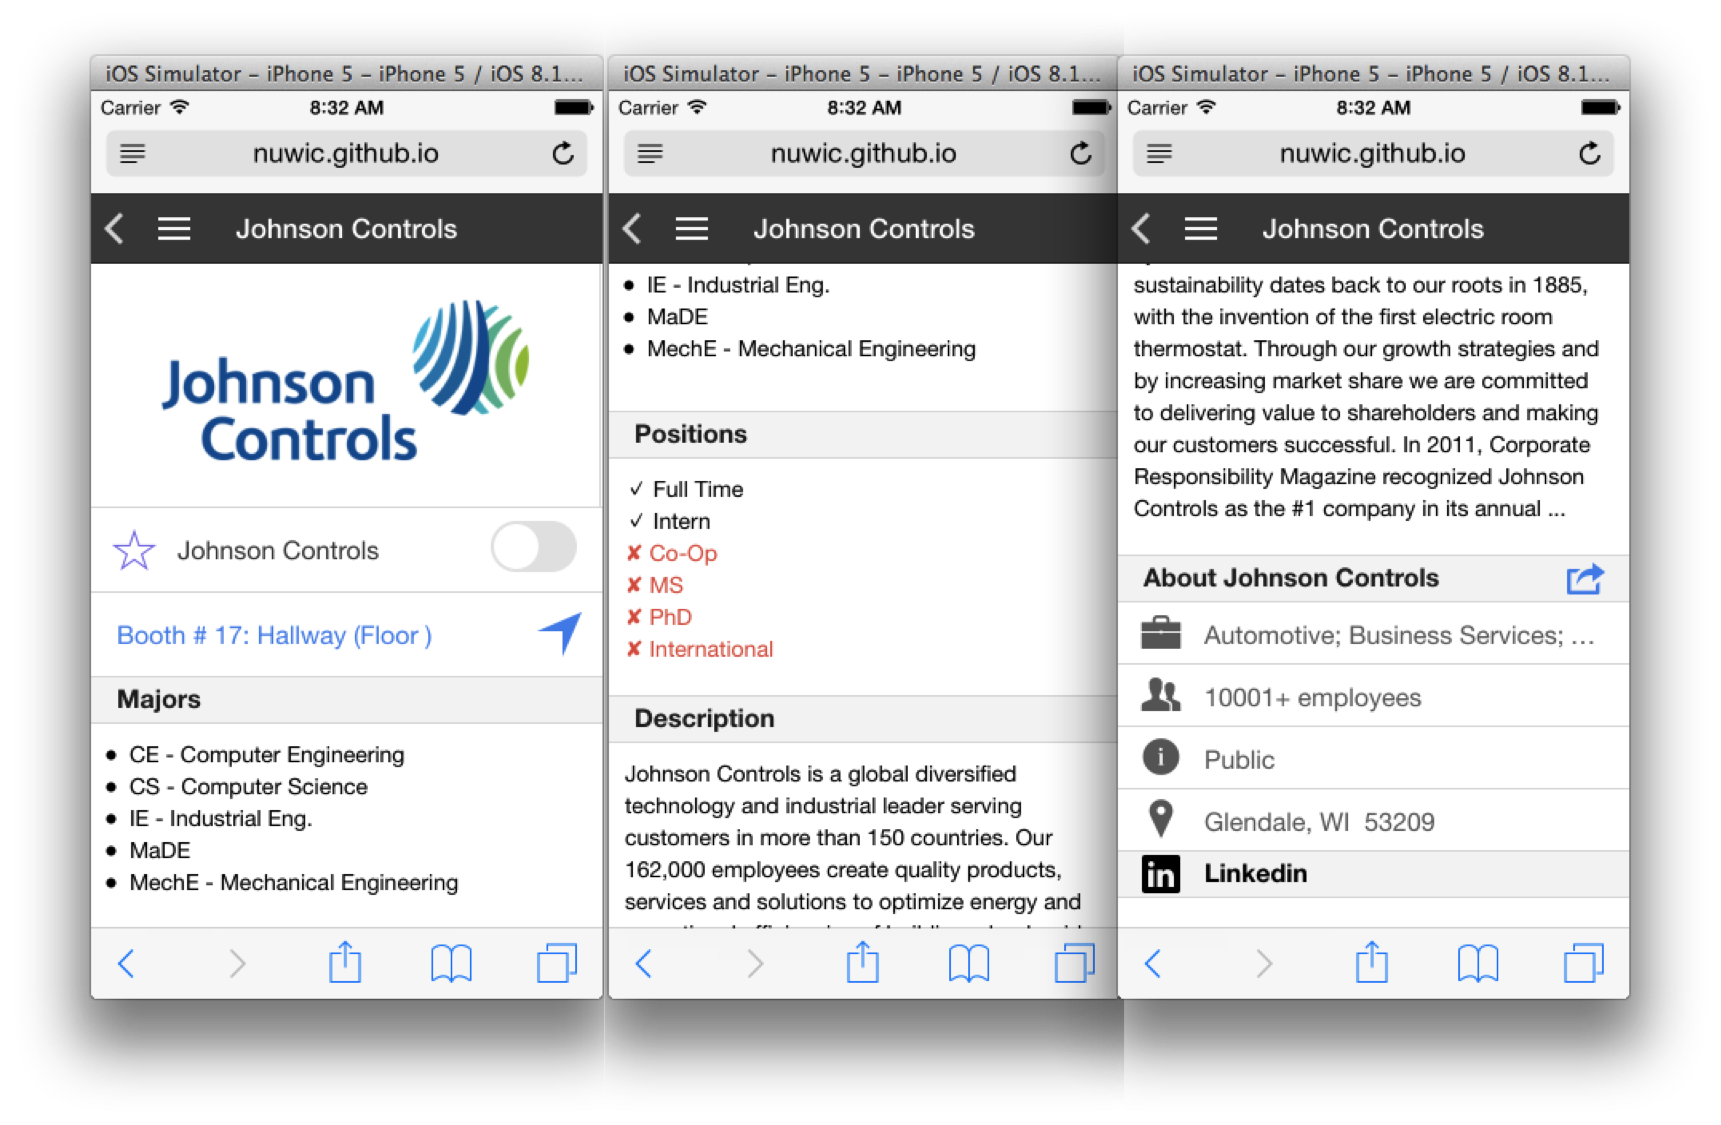 iOS Simulator – iPhone 5 – iPhone 5 / iOS 8.1...
Carrier
8:32 AM
nuwic.github.io
Johnson Controls
Johnson
Controls
Johnson Controls
Booth # 17: Hallway (Floor )
Majors
CE - Computer Engineering
CS - Computer Science
IE - Industrial Eng.
MaDE
MechE - Mechanical Engineering
iOS Simulator – iPhone 5 – iPhone 5 / iOS 8.1...
Carrier
8:32 AM
nuwic.github.io
Johnson Controls
IE - Industrial Eng.
MaDE
MechE - Mechanical Engineering
Positions
✓ Full Time
✓ Intern
✘ Co-Op
✘ MS
✘ PhD
✘ International
Description
Johnson Controls is a global diversified
technology and industrial leader serving
customers in more than 150 countries. Our
162,000 employees create quality products,
services and solutions to optimize energy and
iOS Simulator – iPhone 5 – iPhone 5 / iOS 8.1...
Carrier
8:32 AM
nuwic.github.io
Johnson Controls
sustainability dates back to our roots in 1885,
with the invention of the first electric room
thermostat. Through our growth strategies and
by increasing market share we are committed
to delivering value to shareholders and making
our customers successful. In 2011, Corporate
Responsibility Magazine recognized Johnson
Controls as the #1 company in its annual ...
About Johnson Controls
Automotive; Business Services; ...
10001+ employees
Public
Glendale, WI 53209
in Linkedin